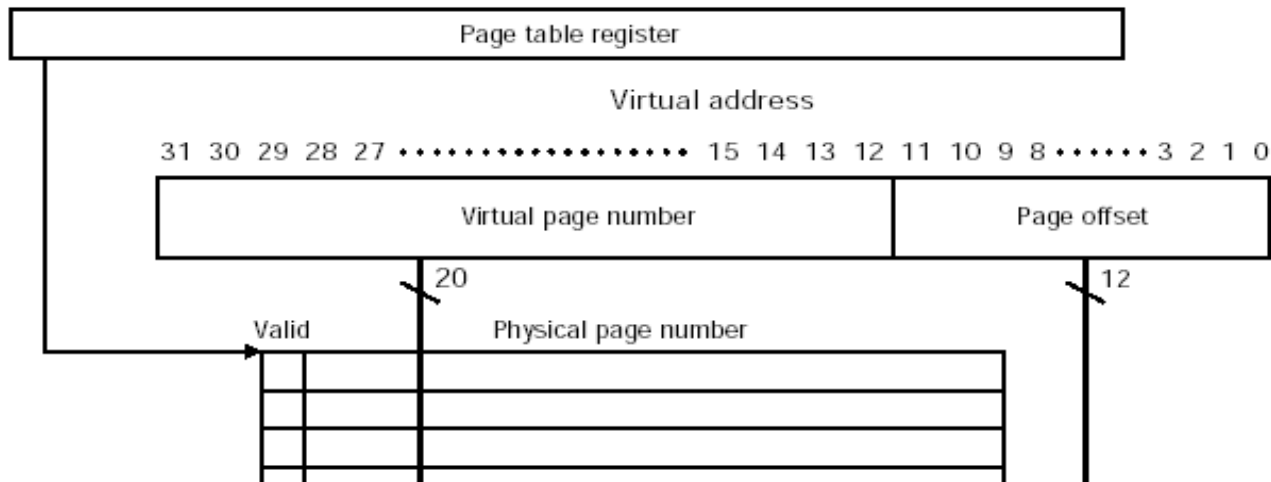 Page table register
Virtual address
31 30 29 28 27 ••••••••••••••••• 15 14 13 12 11 10 9 8 •••••• 3 2 1 0
Virtual page number Page offset
20 12
Valid Physical page number